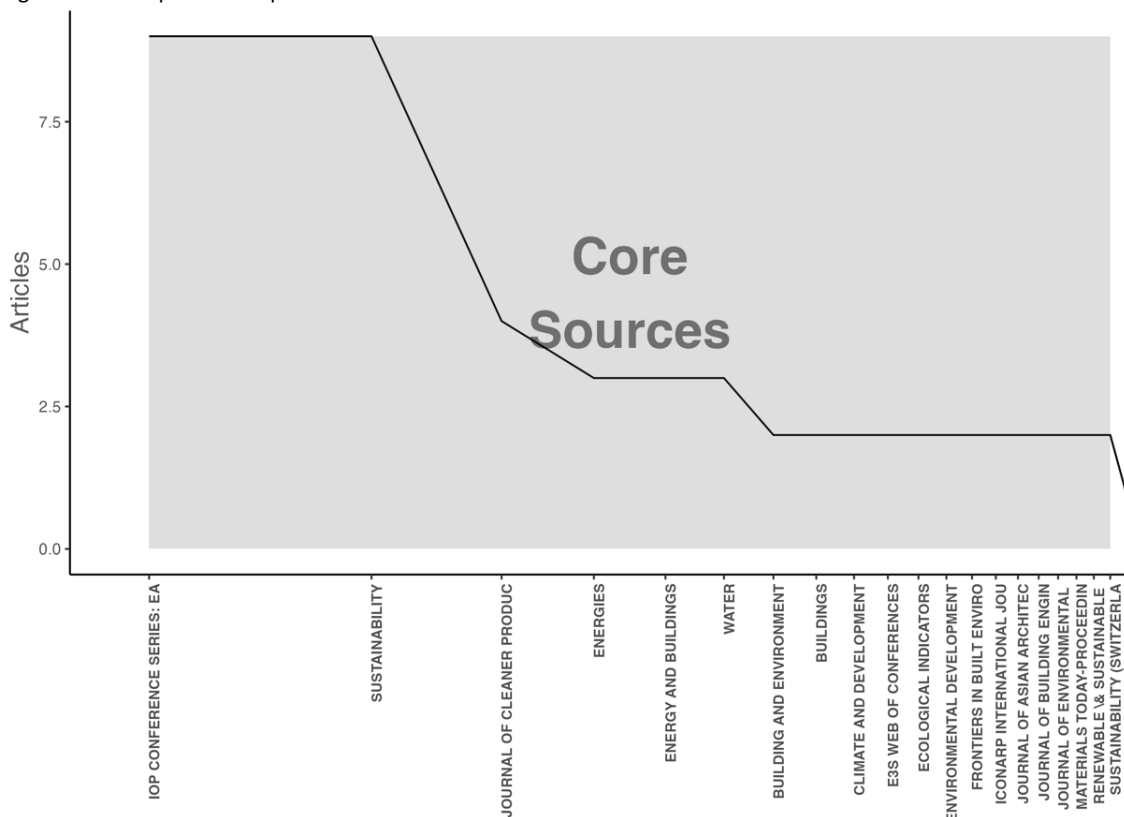 Articles
7.5
5.0
2.5
0.0
Core
Sources
IOP CONFERENCE SERIES: EA
SUSTAINABILITY
JOURNAL OF CLEANER PRODUC
ENERGIES
ENERGY AND BUILDINGS
WATER
BUILDING AND ENVIRONMENT
BUILDINGS
CLIMATE AND DEVELOPMENT
E3S WEB OF CONFERENCES
ECOLOGICAL INDICATORS
ENVIRONMENTAL DEVELOPMENT
FRONTIERS IN BUILT ENVIRO
ICONARP INTERNATIONAL JOU
JOURNAL OF ASIAN ARCHITEC
JOURNAL OF BUILDING ENGIN
JOURNAL OF ENVIRONMENTAL
MATERIALS TODAY-PROCEEDIN
RENEWABLE \& SUSTAINABLE
SUSTAINABILITY (SWITZERLA